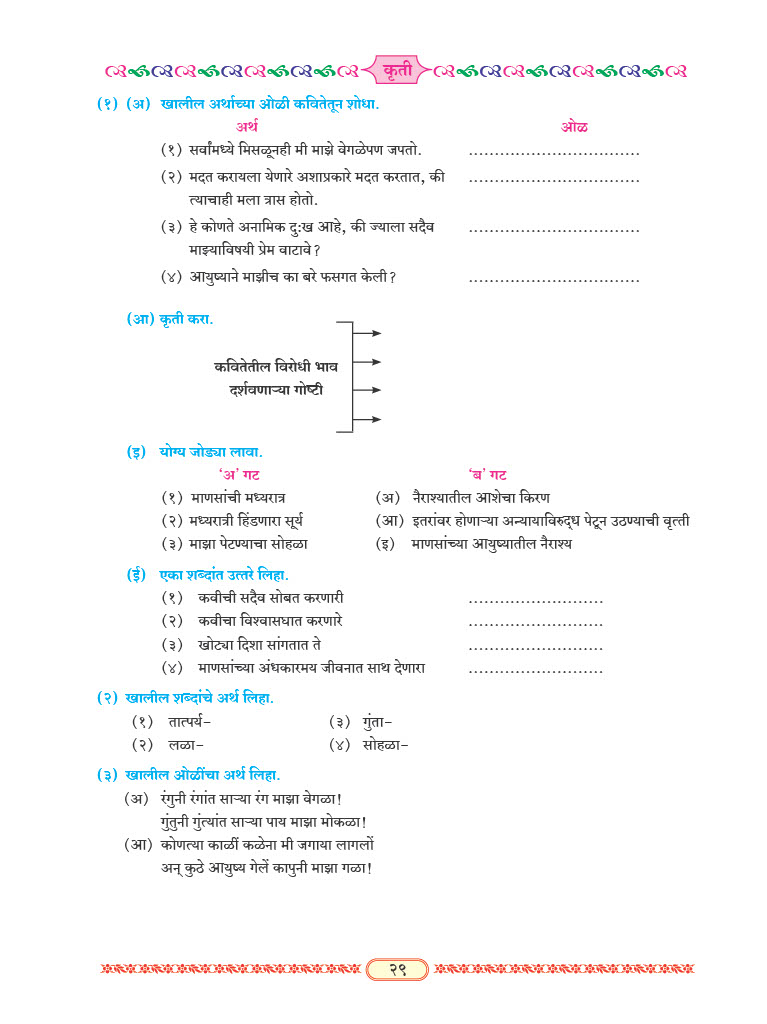 कृती
(१) (अ) खालील अर्थाच्या ओळी कवितेतून शोधा.
अर्थ ओळ
(१) सर्वांमध्ये मिसळूनही मी माझे वेगळेपण जपतो. ................................
(२) मदत करायला येणारे अशाप्रकारे मदत करतात, की ................................
त्याचाही मला त्रास होतो.
(३) हे कोणते अनामिक दुःख आहे, की ज्याला सदैव ................................
माझ्याविषयी प्रेम वाटावे?
(४) आयुष्याने माझीच का बरे फसगत केली? ................................
(आ) कृती करा.
कवितेतील विरोधी भाव
दर्शवणाऱ्या गोष्टी
(इ) योग्य जोड्या लावा.
‘अ’ गट ‘ब’ गट
(१) माणसांची मध्यरात्र (अ) नैराश्यातील आशेचा किरण
(२) मध्यरात्री हिंडणारा सूर्य (आ) इतरांवर होणाऱ्या अन्यायाविरुद्ध पेटून उठण्याची वृत्ती
(३) माझा पेटण्याचा सोहळा (इ) माणसांच्या आयुष्यातील नैराश्य
(ई) एका शब्दांत उत्तरे लिहा.
(१) कवीची सदैव सोबत करणारी .........................
(२) कवीचा विश्वासघात करणारे .........................
(३) खोट्या दिशा सांगतात ते .........................
(४) माणसांच्या अंधकारमय जीवनात साथ देणारा .........................
(२) खालील शब्दांचे अर्थ लिहा.
(१) तात्पर्य- (३) गुंता-
(२) लळा- (४) सोहळा-
(३) खालील ओळींचा अर्थ लिहा.
(अ) रंगुनी रंगांत साऱ्या रंग माझा वेगळा!
गुंतुनी गुंत्यांत साऱ्या पाय माझा मोकळा!
(आ) कोणत्या काळीं कळेना मी जगाया लागलों
अन् कुठे आयुष्य गेलें कापुनी माझा गळा!
२९